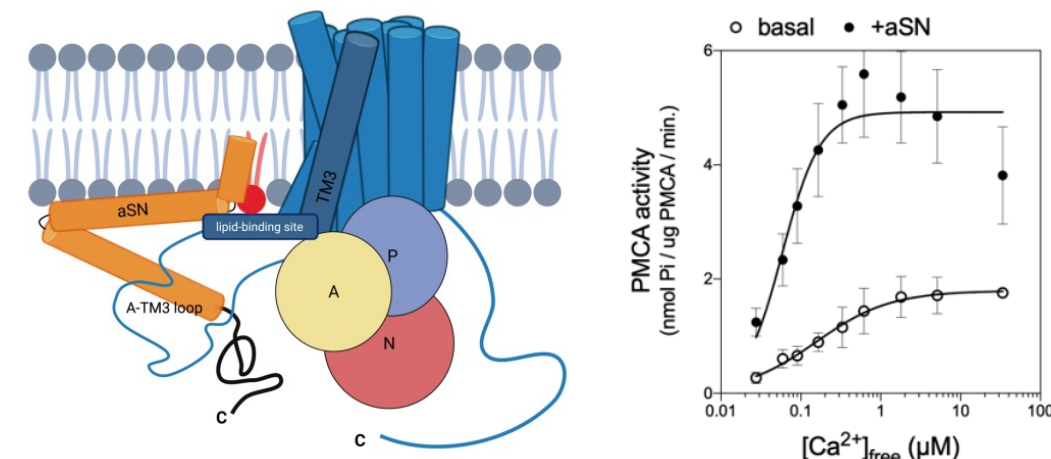 aSN
TM3
lipid-binding site
A-TM3 loop
A
P
N
C
C
basal
+aSN
PMCA activity
(nmol Pi / ug PMCA / min.)
6
4
2
0
0.01
0.1
1
10
100
[Ca²⁺]free (µM)